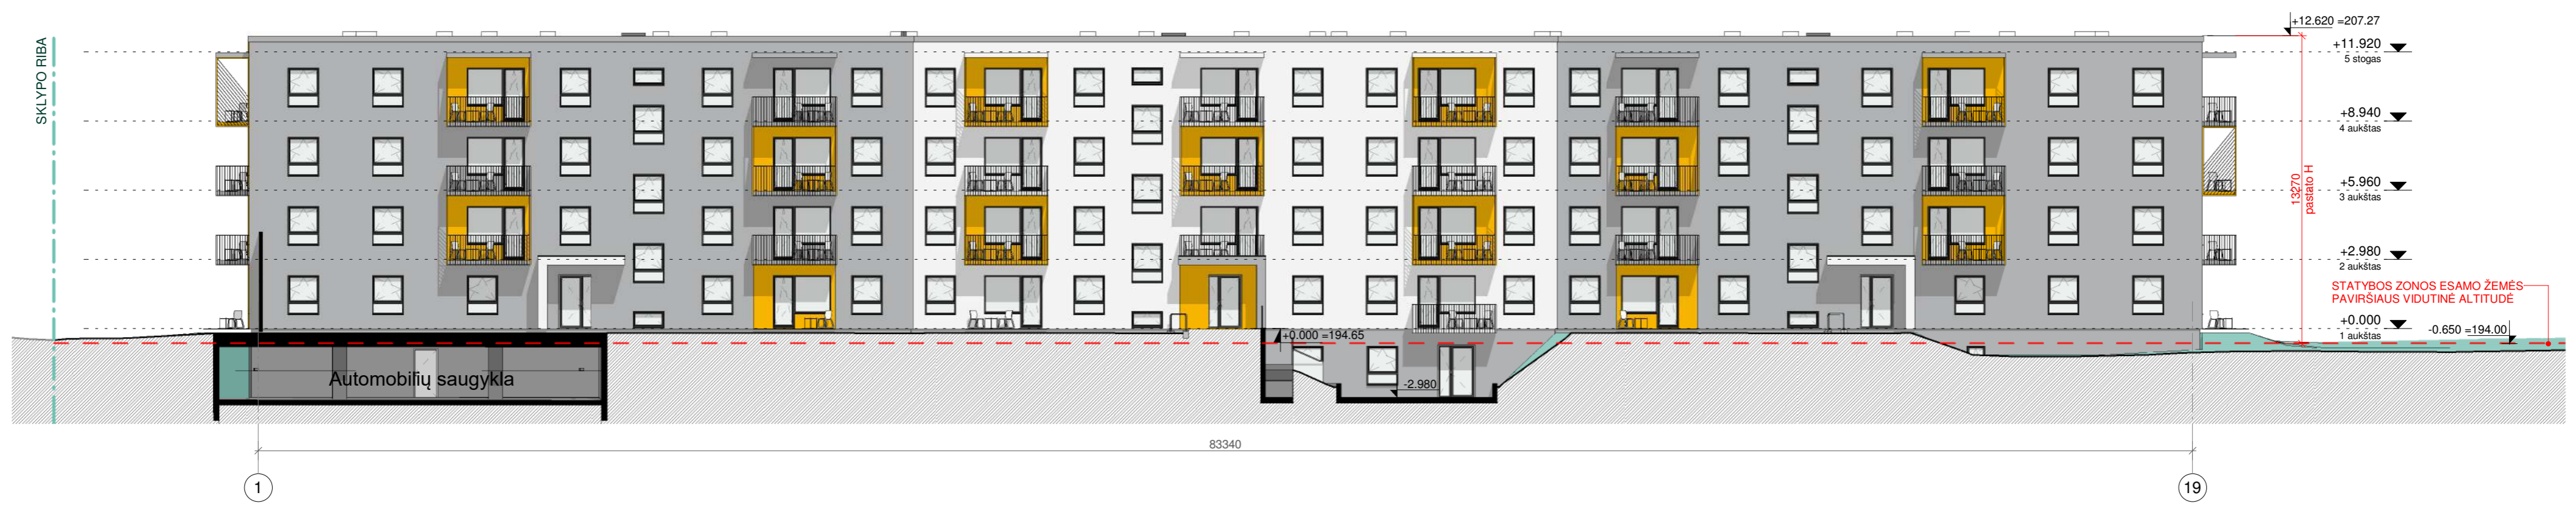 SKLYPO RIBA
+12.620 =207.27
+11.920
5 stogas
+8.940
4 aukštas
13270
pastato H
+5.960
3 aukštas
+2.980
2 aukštas
STATYBOS ZONOS ESAMO ŽEMĖS
PAVIRŠIAUS VIDUTINĖ ALTITUDĖ
+0.000
1 aukštas
-0.650 =194.00
+0.000 =194.65
Automobilių saugykla
-2.980
83340
1
19